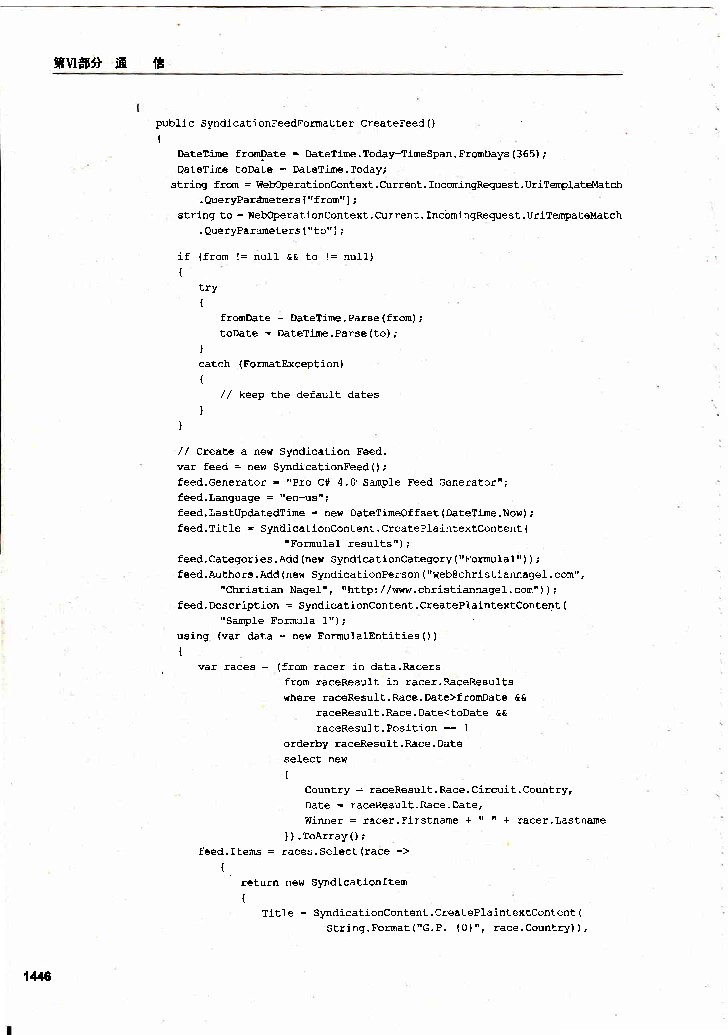 第VI部分 通 信
{
public SyndicationFeedFormatter CreateFeed()
{
DateTime fromDate = DateTime.Today-TimeSpan.FromDays(365);
DateTime toDate = DateTime.Today;
string from = WebOperationContext.Current.IncomingRequest.UriTemplateMatch
.QueryParameters["from"];
string to = WebOperationContext.Current.IncomingRequest.UriTempateMatch
.QueryParameters["to"];
if (from != null && to != null)
{
try
{
fromDate = DateTime.Parse(from);
toDate = DateTime.Parse(to);
}
catch (FormatException)
{
// keep the default dates
}
}
// Create a new Syndication Feed.
var feed = new SyndicationFeed();
feed.Generator = "Pro C# 4.0 Sample Feed Generator";
feed.Language = "en-us";
feed.LastUpdatedTime = new DateTimeOffset(DateTime.Now);
feed.Title = SyndicationContent.CreatePlaintextContent(
"Formula1 results");
feed.Categories.Add(new SyndicationCategory("Formula1"));
feed.Authors.Add(new SyndicationPerson("web@christiannagel.com",
"Christian Nagel", "http://www.christiannagel.com"));
feed.Description = SyndicationContent.CreatePlaintextContent(
"Sample Formula 1");
using (var data = new Formula1Entities())
{
var races = (from racer in data.Racers
from raceResult in racer.RaceResults
where raceResult.Race.Date>fromDate &&
raceResult.Race.Date<toDate &&
raceResult.Position == 1
orderby raceResult.Race.Date
select new
{
Country = raceResult.Race.Circuit.Country,
Date = raceResult.Race.Date,
Winner = racer.Firstname + " " + racer.Lastname
}).ToArray();
feed.Items = races.Select(race =>
{
return new SyndicationItem
{
Title = SyndicationContent.CreatePlaintextContent(
String.Format("G.P. {0}", race.Country)),
1446